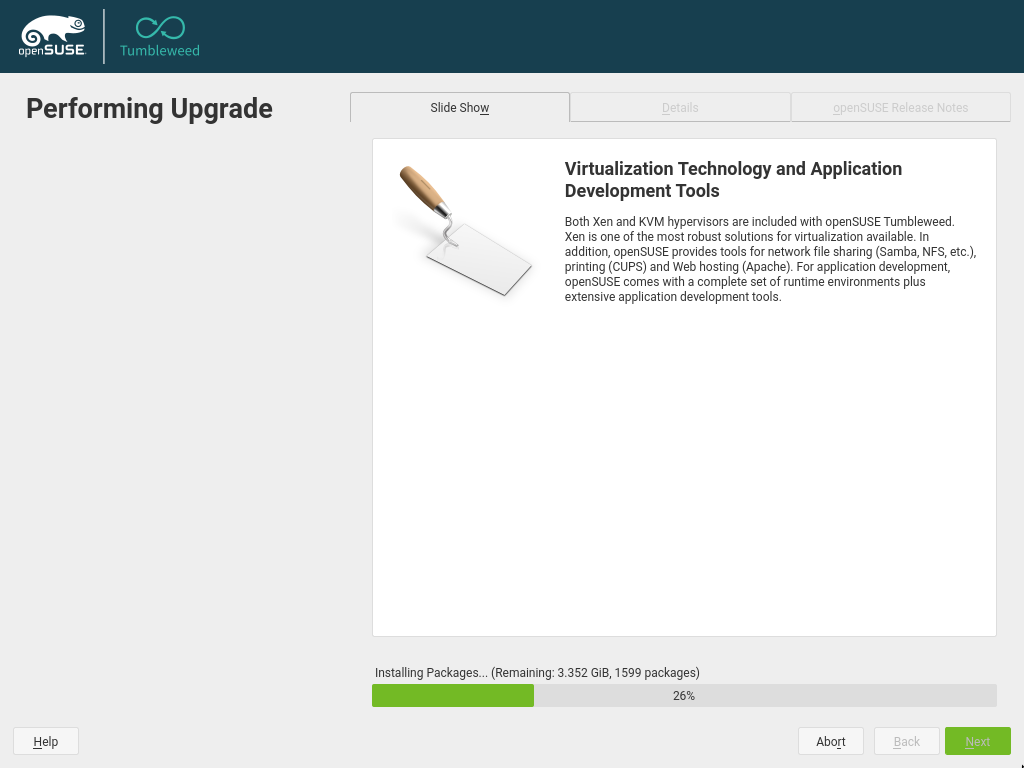 openSUSE
Tumbleweed
Performing Upgrade
Slide Show
Details
openSUSE Release Notes
Virtualization Technology and Application
Development Tools
Both Xen and KVM hypervisors are included with openSUSE Tumbleweed.
Xen is one of the most robust solutions for virtualization available. In
addition, openSUSE provides tools for network file sharing (Samba, NFS, etc.),
printing (CUPS) and Web hosting (Apache). For application development,
openSUSE comes with a complete set of runtime environments plus
extensive application development tools.
Installing Packages... (Remaining: 3.352 GiB, 1599 packages)
26%
Help
Abort
Back
Next